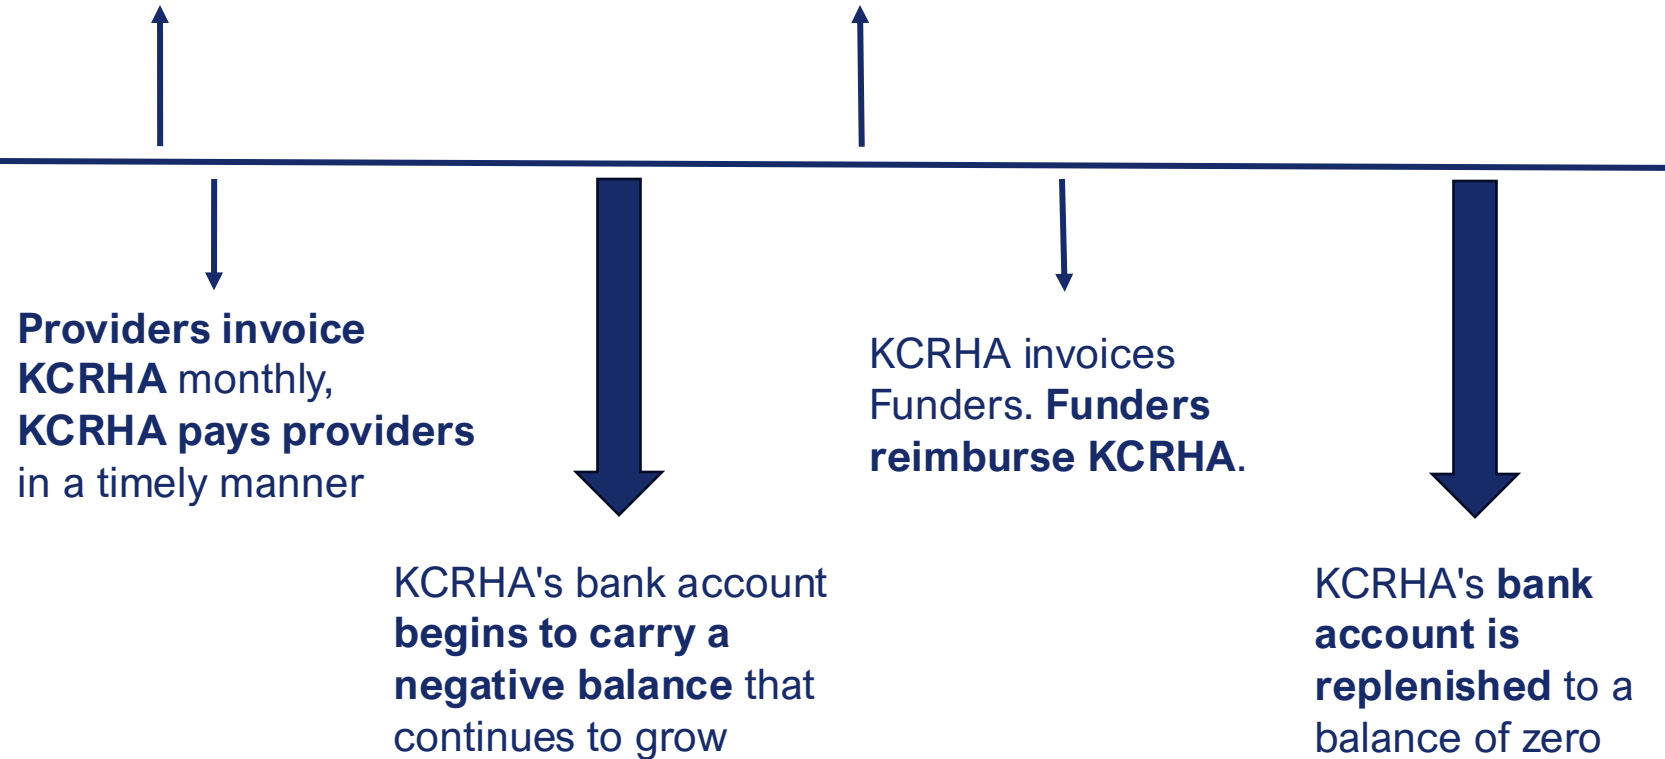 Providers invoice
KCRHA monthly,
KCRHA pays providers
in a timely manner
KCRHA's bank account
begins to carry a
negative balance that
continues to grow
KCRHA invoices
Funders. Funders
reimburse KCRHA.
KCRHA's bank
account is
replenished to a
balance of zero